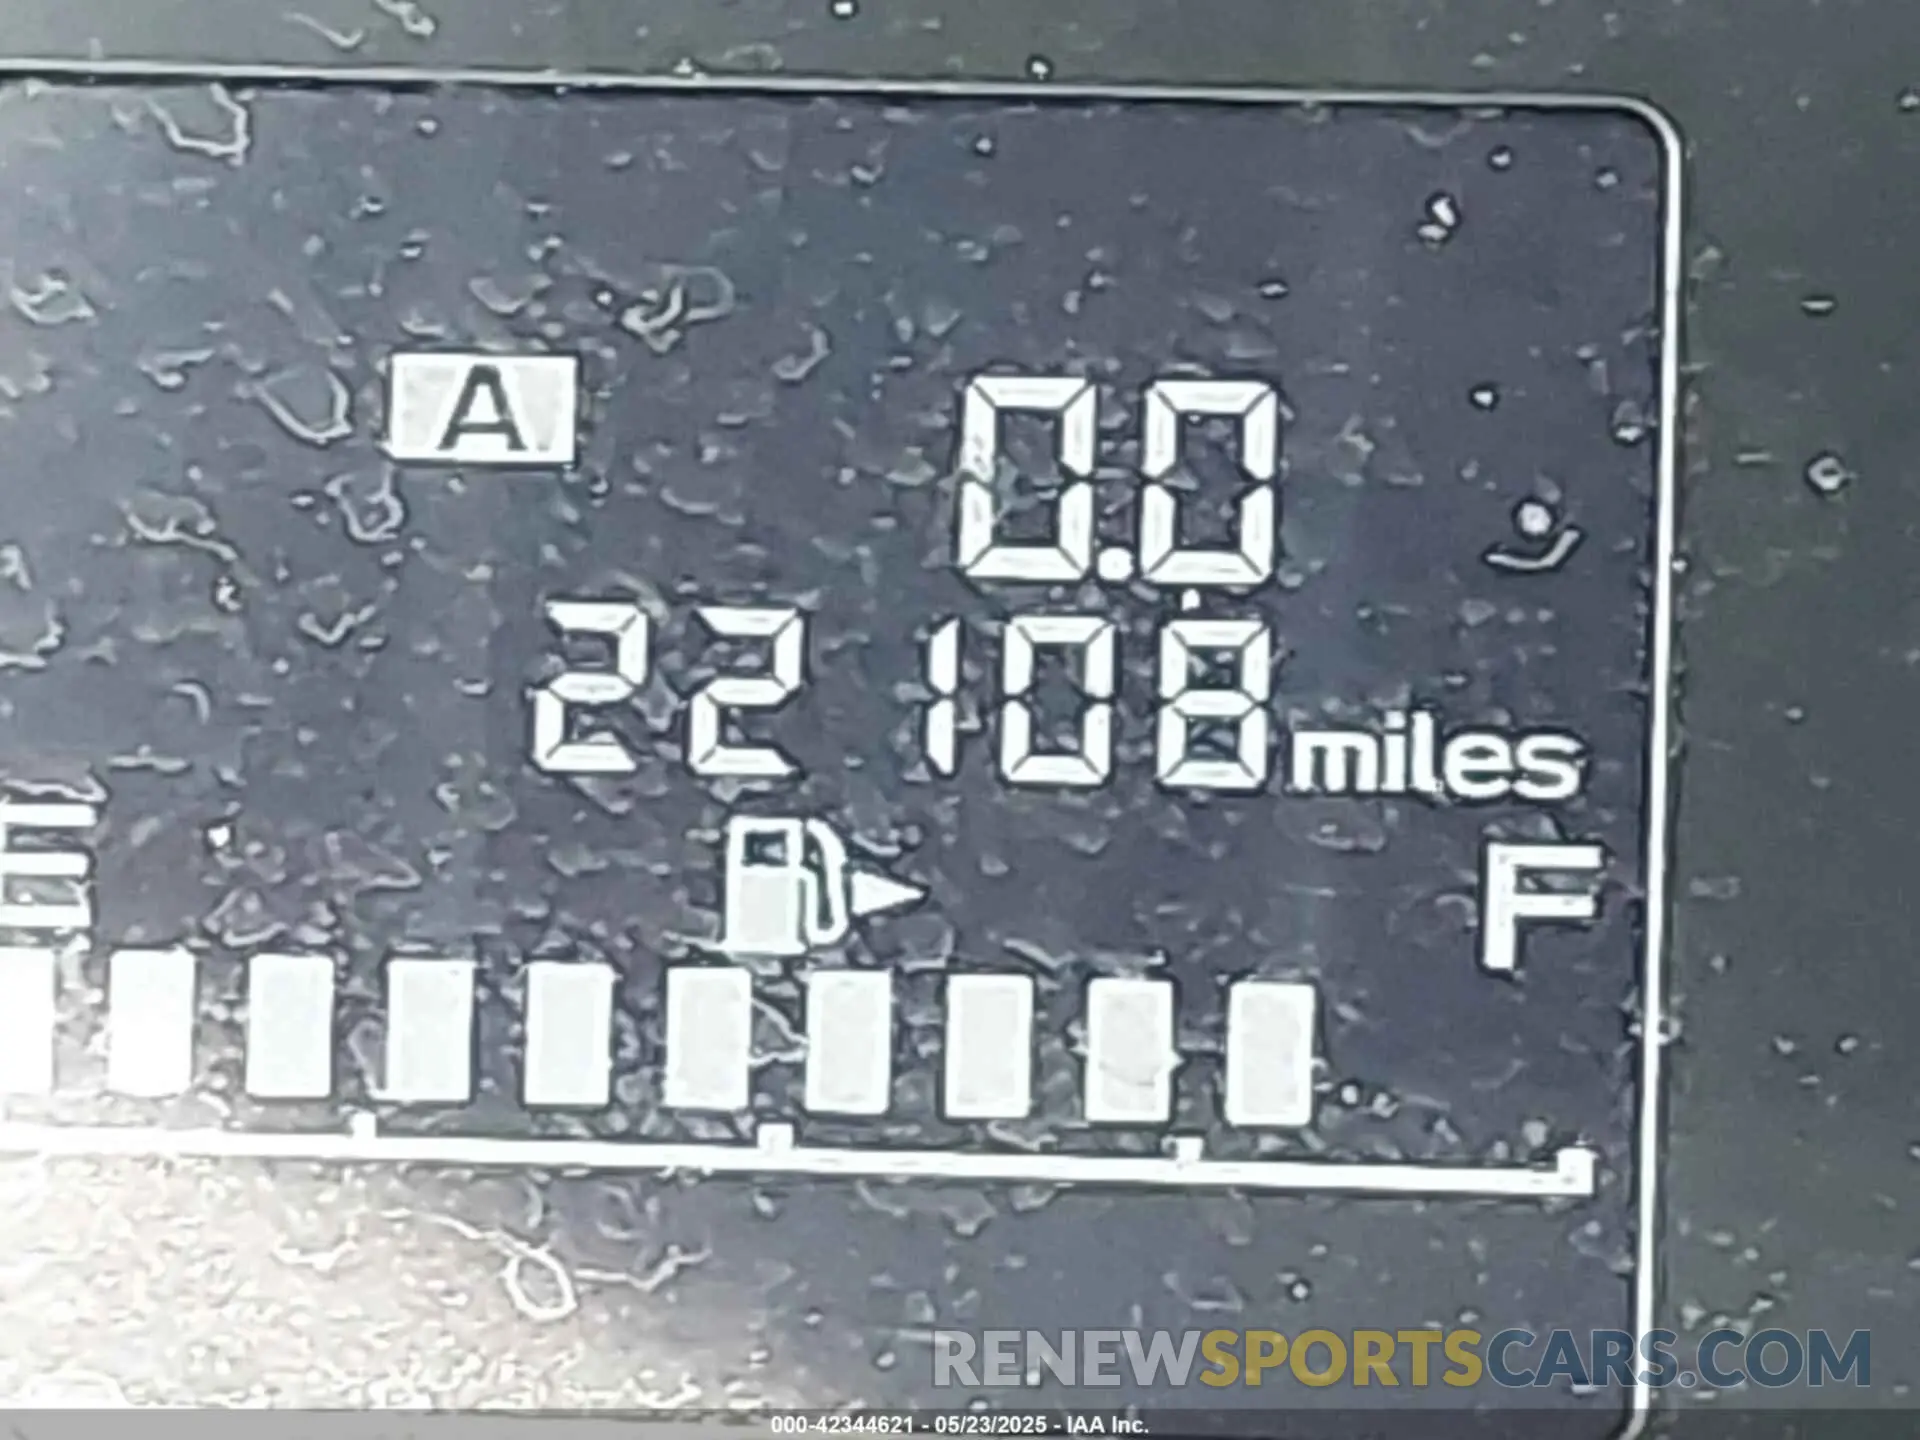 A 0.0
22108 miles
E F
RENEWSPORTSCARS.COM
000-42344621 - 05/23/2025 - IAA Inc.